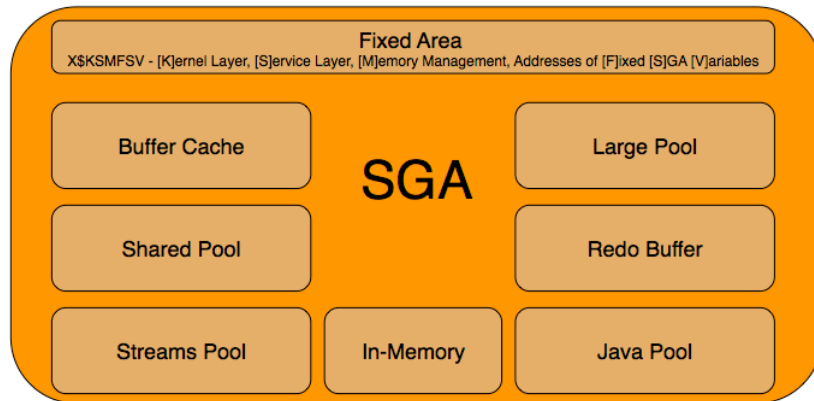 Fixed Area
X$KSMFSV - [K]ernel Layer, [S]ervice Layer, [M]emory Management, Addresses of [F]ixed [S]GA [V]ariables
Buffer Cache
Large Pool
SGA
Shared Pool
Redo Buffer
Streams Pool
In-Memory
Java Pool